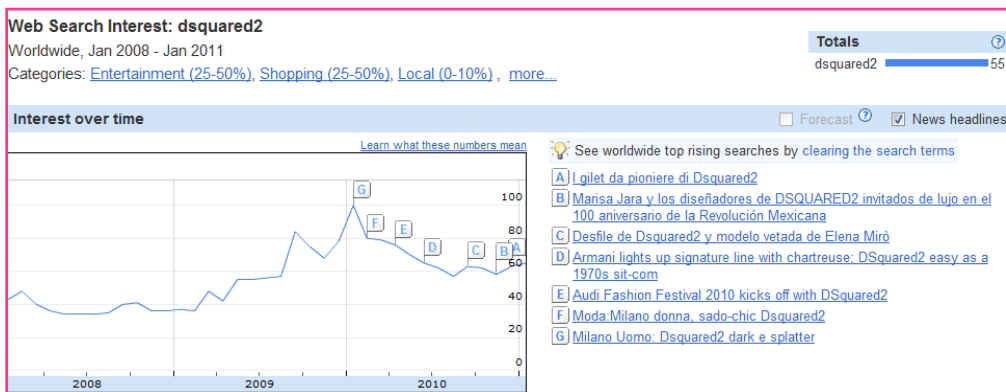 Web Search Interest: dsquared2
Worldwide, Jan 2008 - Jan 2011
Categories: Entertainment (25-50%), Shopping (25-50%), Local (0-10%) , more...
Totals ?
dsquared2 55
Interest over time
Forecast ? News headlines
Learn what these numbers mean
100
80
60
40
20
0
G
F
E
D
C
B
A
2008 2009 2010
See worldwide top rising searches by clearing the search terms
A I gilet da pioniere di Dsquared2
B Marisa Jara y los diseñadores de DSQUARED2 invitados de lujo en el
100 aniversario de la Revolución Mexicana
C Desfile de Dsquared2 y modelo vetada de Elena Mirò
D Armani lights up signature line with chartreuse; DSquared2 easy as a
1970s sit-com
E Audi Fashion Festival 2010 kicks off with DSquared2
F Moda:Milano donna, sado-chic Dsquared2
G Milano Uomo: Dsquared2 dark e splatter